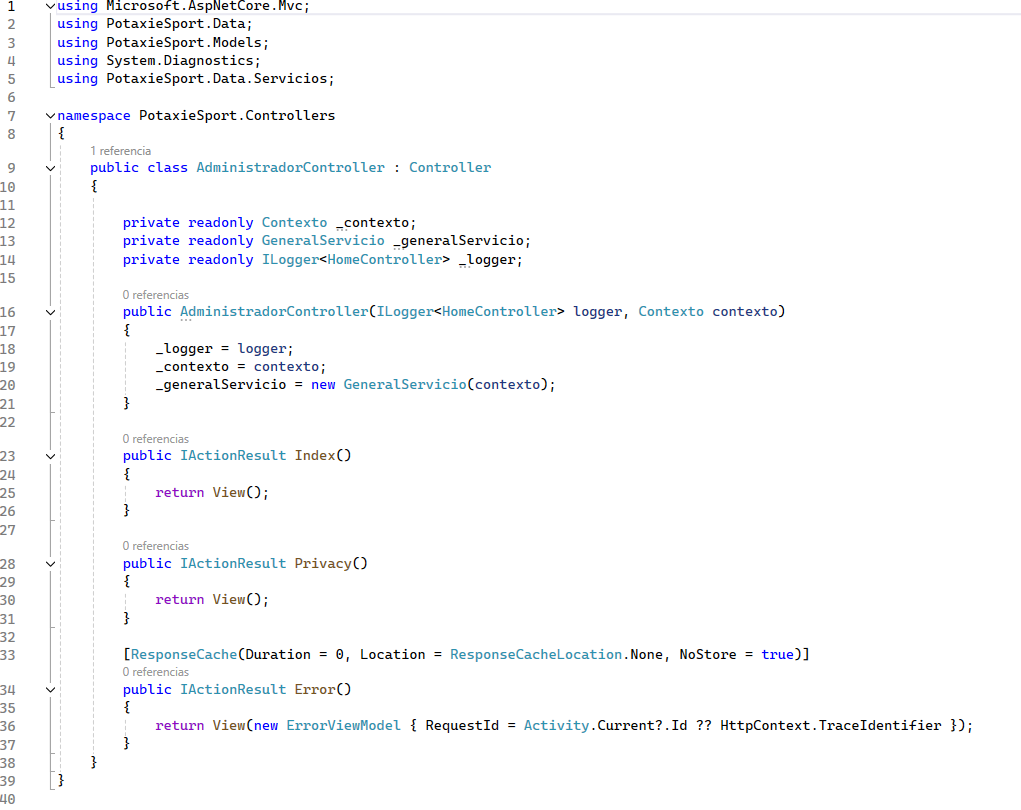 1 using Microsoft.AspNetCore.Mvc;
2 using PotaxieSport.Data;
3 using PotaxieSport.Models;
4 using System.Diagnostics;
5 using PotaxieSport.Data.Servicios;
6
7 namespace PotaxieSport.Controllers
8 {
1 referencia
9 public class AdministradorController : Controller
10 {
11
12 private readonly Contexto _contexto;
13 private readonly GeneralServicio _generalServicio;
14 private readonly ILogger<HomeController> _logger;
15
0 referencias
16 public AdministradorController(ILogger<HomeController> logger, Contexto contexto)
17 {
18 _logger = logger;
19 _contexto = contexto;
20 _generalServicio = new GeneralServicio(contexto);
21 }
22
0 referencias
23 public IActionResult Index()
24 {
25 return View();
26 }
27
0 referencias
28 public IActionResult Privacy()
29 {
30 return View();
31 }
32
33 [ResponseCache(Duration = 0, Location = ResponseCacheLocation.None, NoStore = true)]
0 referencias
34 public IActionResult Error()
35 {
36 return View(new ErrorViewModel { RequestId = Activity.Current?.Id ?? HttpContext.TraceIdentifier });
37 }
38 }
39 }
40